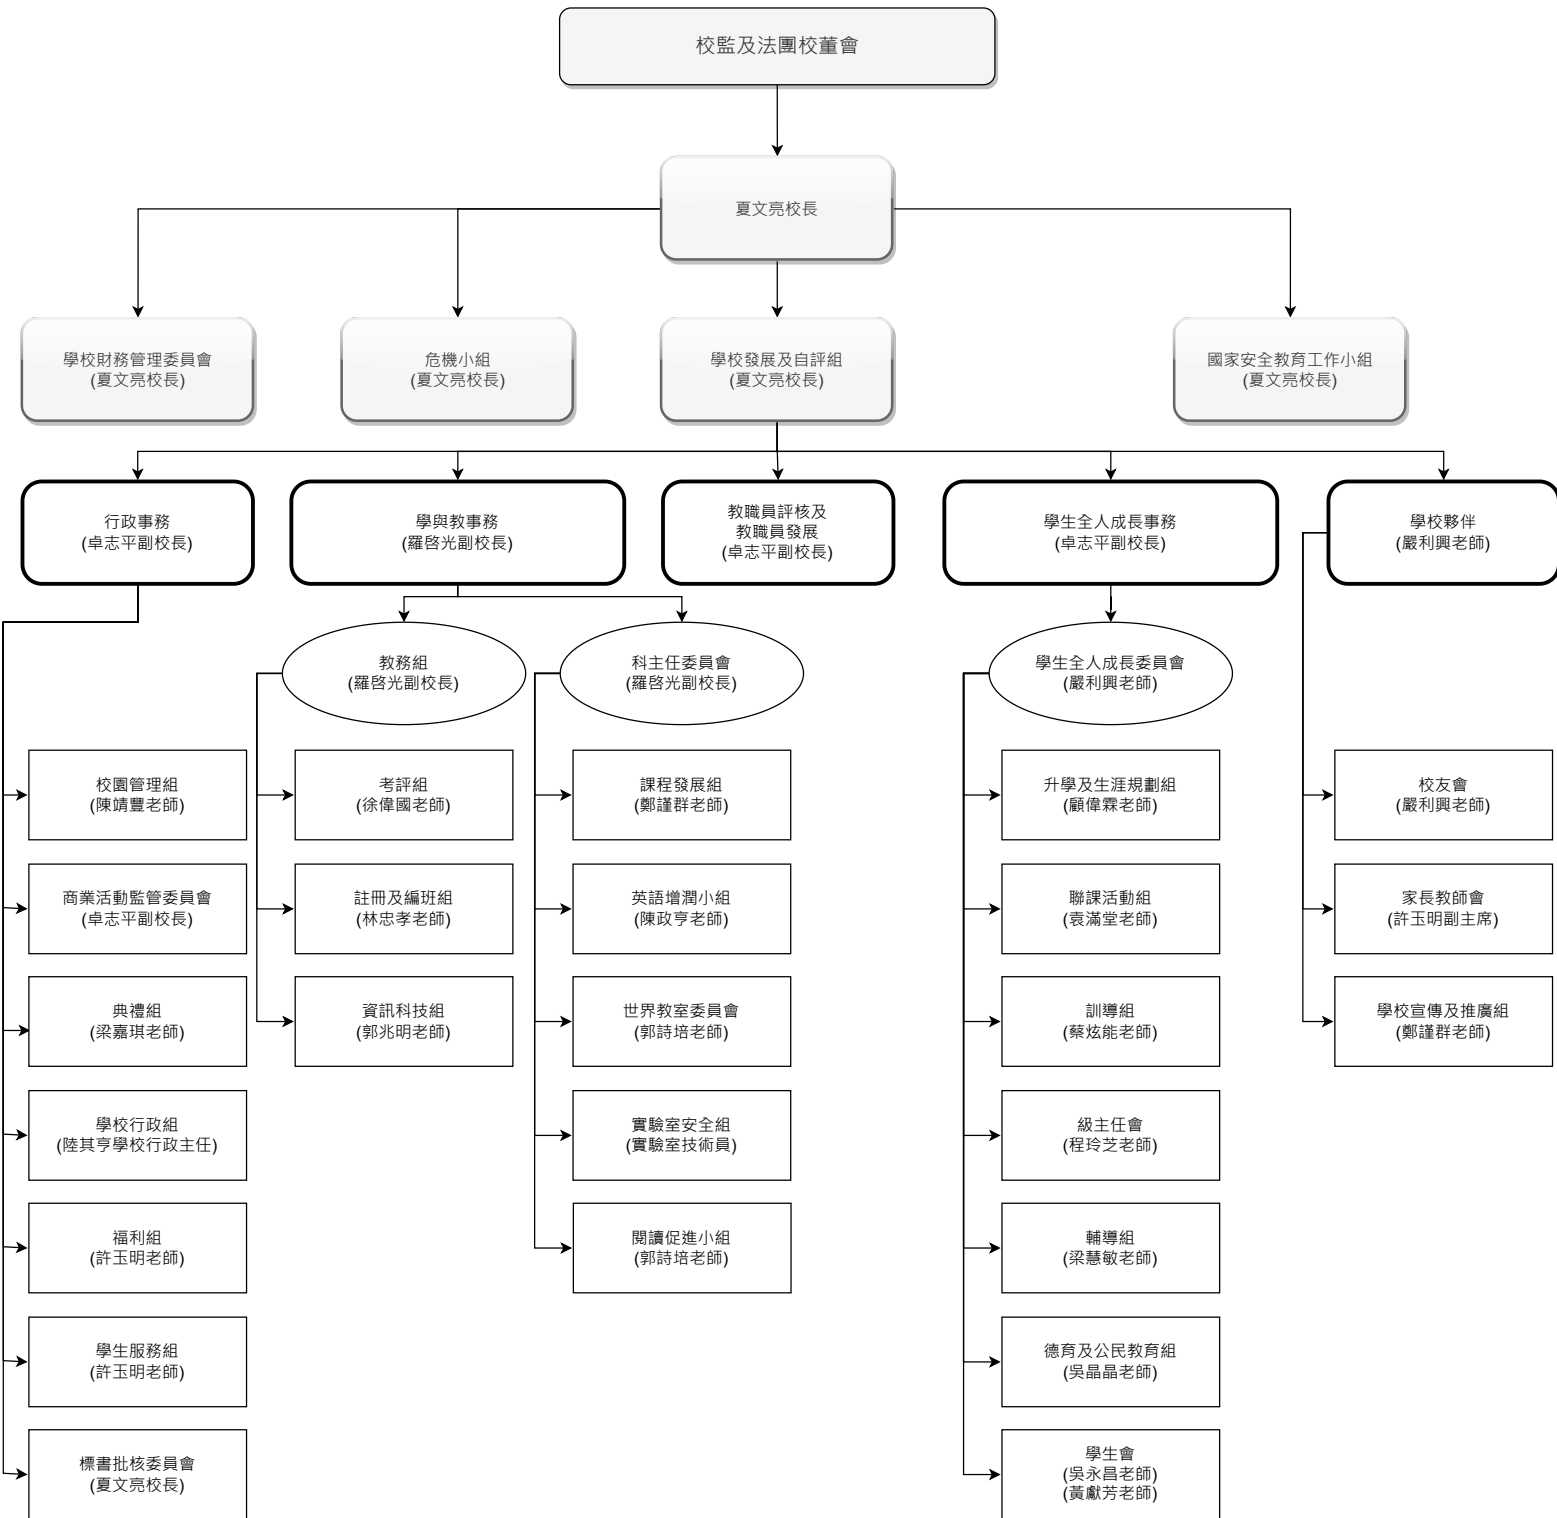 校監及法團校董會
夏文亮校長
學校財務管理委員會
(夏文亮校長)
危機小組
(夏文亮校長)
學校發展及自評組
(夏文亮校長)
國家安全教育工作小組
(夏文亮校長)
行政事務
(卓志平副校長)
學與教事務
(羅啓光副校長)
教職員評核及
教職員發展
(卓志平副校長)
學生全人成長事務
(卓志平副校長)
學校夥伴
(嚴利興老師)
教務組
(羅啓光副校長)
科主任委員會
(羅啓光副校長)
學生全人成長委員會
(嚴利興老師)
校園管理組
(陳靖豐老師)
考評組
(徐偉國老師)
課程發展組
(鄭謹群老師)
升學及生涯規劃組
(顧偉霖老師)
校友會
(嚴利興老師)
商業活動監管委員會
(卓志平副校長)
註冊及編班組
(林忠孝老師)
英語增潤小組
(陳政亨老師)
聯課活動組
(袁滿堂老師)
家長教師會
(許玉明副主席)
典禮組
(梁嘉琪老師)
資訊科技組
(郭兆明老師)
世界教室委員會
(郭詩培老師)
訓導組
(蔡炫能老師)
學校宣傳及推廣組
(鄭謹群老師)
學校行政組
(陸其亨學校行政主任)
實驗室安全組
(實驗室技術員)
級主任會
(程玲芝老師)
福利組
(許玉明老師)
閱讀促進小組
(郭詩培老師)
輔導組
(梁慧敏老師)
學生服務組
(許玉明老師)
德育及公民教育組
(吳晶晶老師)
標書批核委員會
(夏文亮校長)
學生會
(吳永昌老師)
(黃獻芳老師)